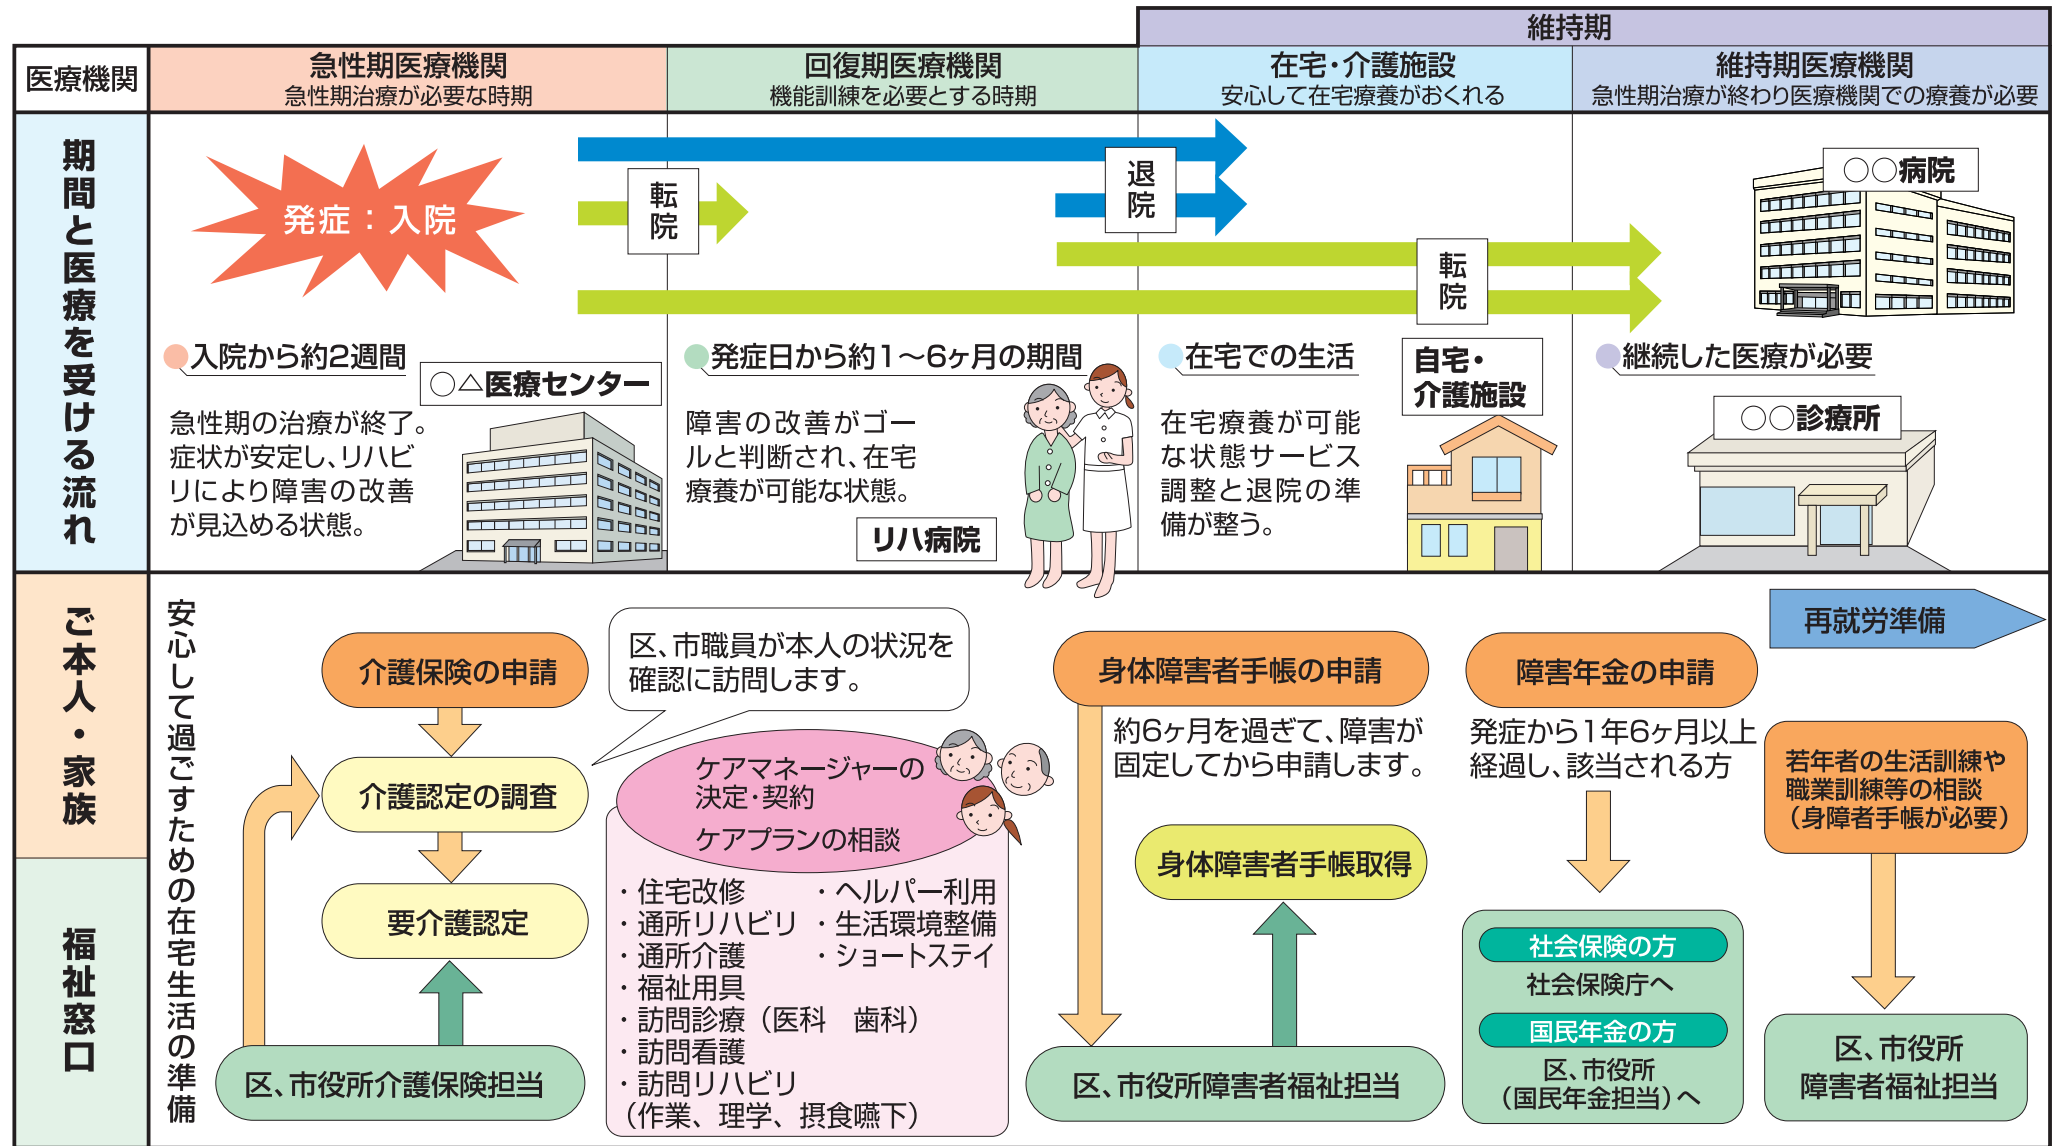 維持期
医療機関
急性期医療機関
急性期治療が必要な時期
回復期医療機関
機能訓練を必要とする時期
在宅・介護施設
安心して在宅療養がおくれる
維持期医療機関
急性期治療が終わり医療機関での療養が必要
期間と医療を受ける流れ
発症：入院
転院
退院
転院
○○病院
入院から約2週間
○△医療センター
急性期の治療が終了。
症状が安定し、リハビ
リにより障害の改善
が見込める状態。
発症日から約1～6ヶ月の期間
障害の改善がゴー
ルと判断され、在宅
療養が可能な状態。
リハ病院
在宅での生活
在宅療養が可能
な状態サービス
調整と退院の準
備が整う。
自宅・
介護施設
継続した医療が必要
○○診療所
ご本人・家族
福祉窓口
安心して過ごすための在宅生活の準備
介護保険の申請
区、市職員が本人の状況を
確認に訪問します。
介護認定の調査
要介護認定
区、市役所介護保険担当
ケアマネージャーの
決定・契約
ケアプランの相談
・住宅改修
・通所リハビリ
・通所介護
・福祉用具
・訪問診療（医科　歯科）
・訪問看護
・訪問リハビリ
（作業、理学、摂食嚥下）
・ヘルパー利用
・生活環境整備
・ショートステイ
身体障害者手帳の申請
約6ヶ月を過ぎて、障害が
固定してから申請します。
身体障害者手帳取得
区、市役所障害者福祉担当
障害年金の申請
発症から1年6ヶ月以上
経過し、該当される方
社会保険の方
社会保険庁へ
国民年金の方
区、市役所
（国民年金担当）へ
再就労準備
若年者の生活訓練や
職業訓練等の相談
（身障者手帳が必要）
区、市役所
障害者福祉担当